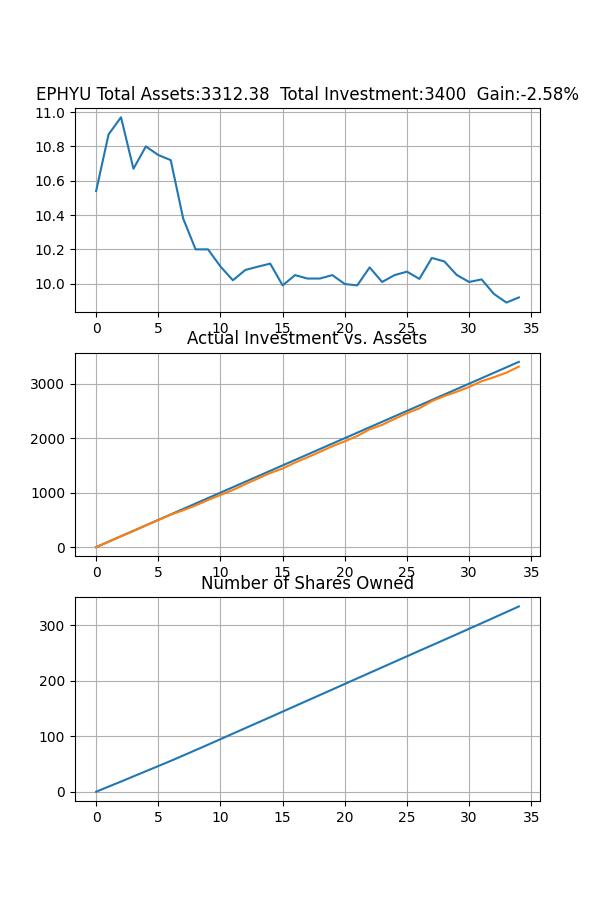 EPHYU Total Assets:3312.38  Total Investment:3400  Gain:-2.58%
11.0
10.8
10.6
10.4
10.2
10.0
0 5 10 15 20 25 30 35
Actual Investment vs. Assets
3000
2000
1000
0
0 5 10 15 20 25 30 35
Number of Shares Owned
300
200
100
0
0 5 10 15 20 25 30 35